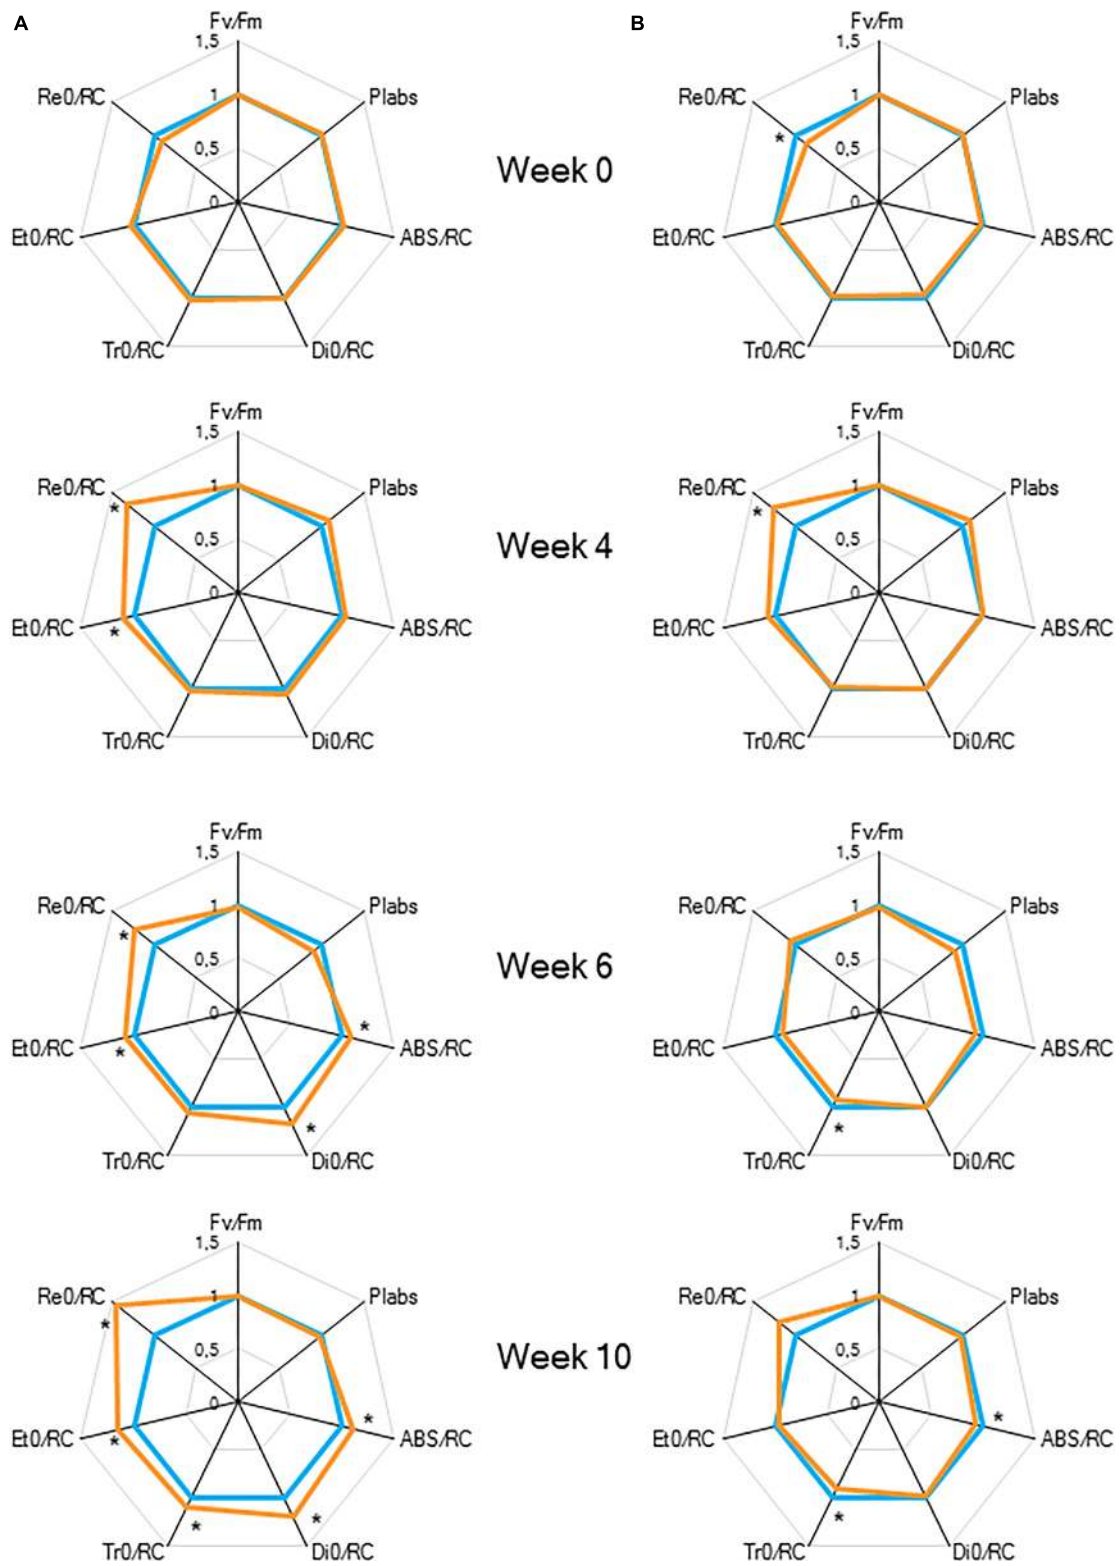 A
B
Fv/Fm
1,5
Re0/RC
PIabs
1
0,5
0
Et0/RC
ABS/RC
Tr0/RC
Di0/RC
Week 0
Fv/Fm
1,5
Re0/RC
PIabs
1
*
0,5
0
Et0/RC
ABS/RC
Tr0/RC
Di0/RC
Fv/Fm
1,5
Re0/RC
PIabs
1
*
0,5
0
Et0/RC
*
ABS/RC
Tr0/RC
Di0/RC
Week 4
Fv/Fm
1,5
Re0/RC
PIabs
1
*
0,5
0
Et0/RC
ABS/RC
Tr0/RC
Di0/RC
Fv/Fm
1,5
Re0/RC
PIabs
1
*
0,5
0
*
Et0/RC
*
ABS/RC
*
Tr0/RC
Di0/RC
Week 6
Fv/Fm
1,5
Re0/RC
PIabs
1
0,5
0
Et0/RC
ABS/RC
*
Tr0/RC
Di0/RC
Fv/Fm
1,5
Re0/RC
PIabs
1
*
0,5
0
*
Et0/RC
*
ABS/RC
*
*
Tr0/RC
Di0/RC
Week 10
Fv/Fm
1,5
Re0/RC
PIabs
1
0,5
0
*
Et0/RC
ABS/RC
*
Tr0/RC
Di0/RC